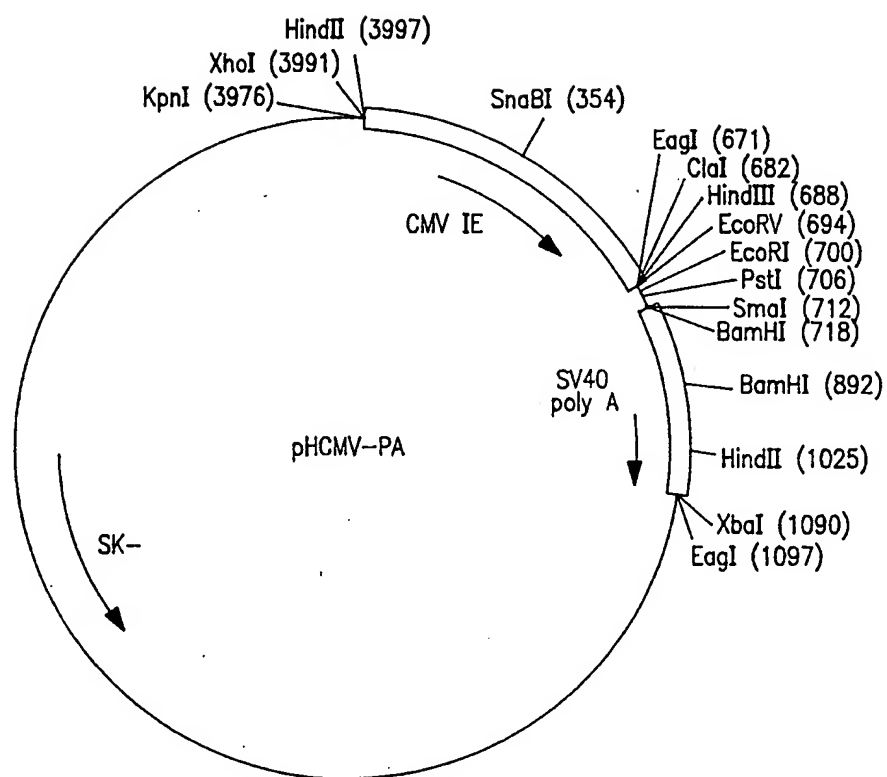 HindII (3997)
XhoI (3991)
KpnI (3976)
SnaBI (354)
EagI (671)
ClaI (682)
HindIII (688)
EcoRV (694)
EcoRI (700)
PstI (706)
SmaI (712)
BamHI (718)
CMV IE
SV40
poly A
BamHI (892)
pHCMV-PA
HindII (1025)
SK-
XbaI (1090)
EagI (1097)